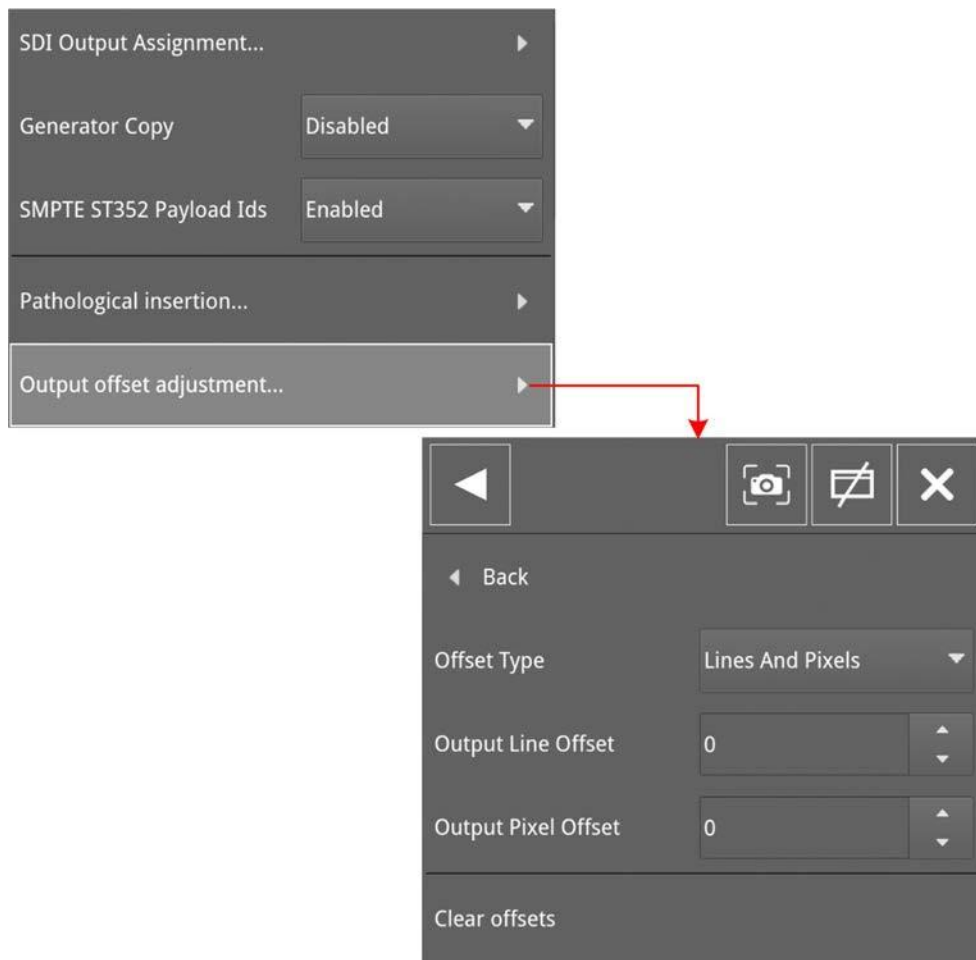 SDI Output Assignment...
Generator Copy Disabled
SMPTE ST352 Payload Ids Enabled
Pathological insertion...
Output offset adjustment...
Back
Offset Type Lines And Pixels
Output Line Offset 0
Output Pixel Offset 0
Clear offsets